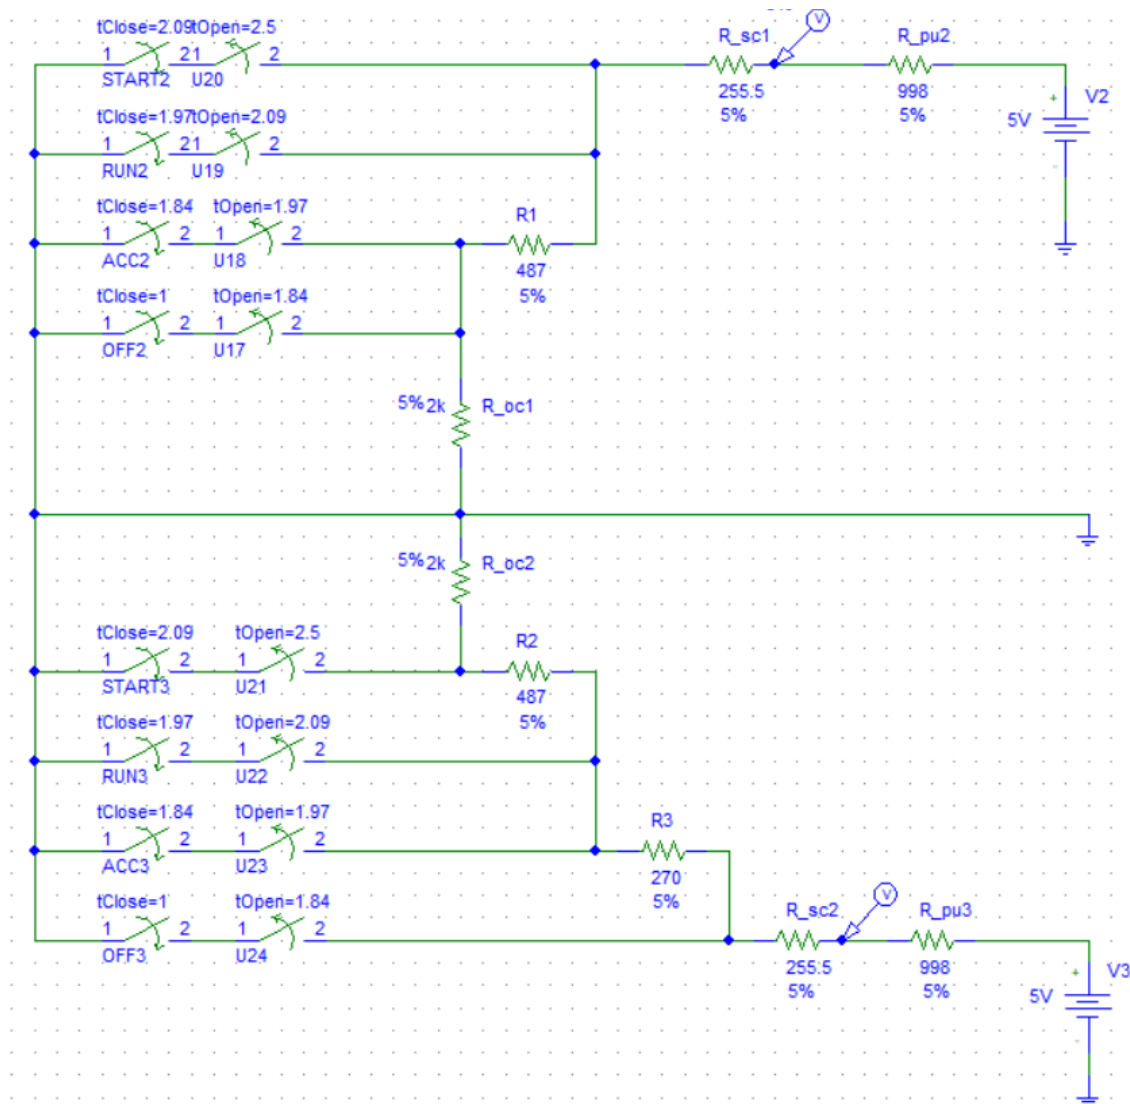 tClose=2.09tOpen=2.5
1 21 2
START2 U20
R_sc1
255.5
5%
V
R_pu2
998
5%
V2
+
5V
-
tClose=1.97tOpen=2.09
1 21 2
RUN2 U19
tClose=1.84 tOpen=1.97
1 2 1 2
ACC2 U18
R1
487
5%
tClose=1 tOpen=1.84
1 2 1 2
OFF2 U17
5% 2k R_oc1
5% 2k R_oc2
tClose=2.09 tOpen=2.5
1 2 1 2
START3 U21
R2
487
5%
tClose=1.97 tOpen=2.09
1 2 1 2
RUN3 U22
tClose=1.84 tOpen=1.97
1 2 1 2
ACC3 U23
R3
270
5%
tClose=1 tOpen=1.84
1 2 1 2
OFF3 U24
R_sc2
255.5
5%
V
R_pu3
998
5%
V3
+
5V
-